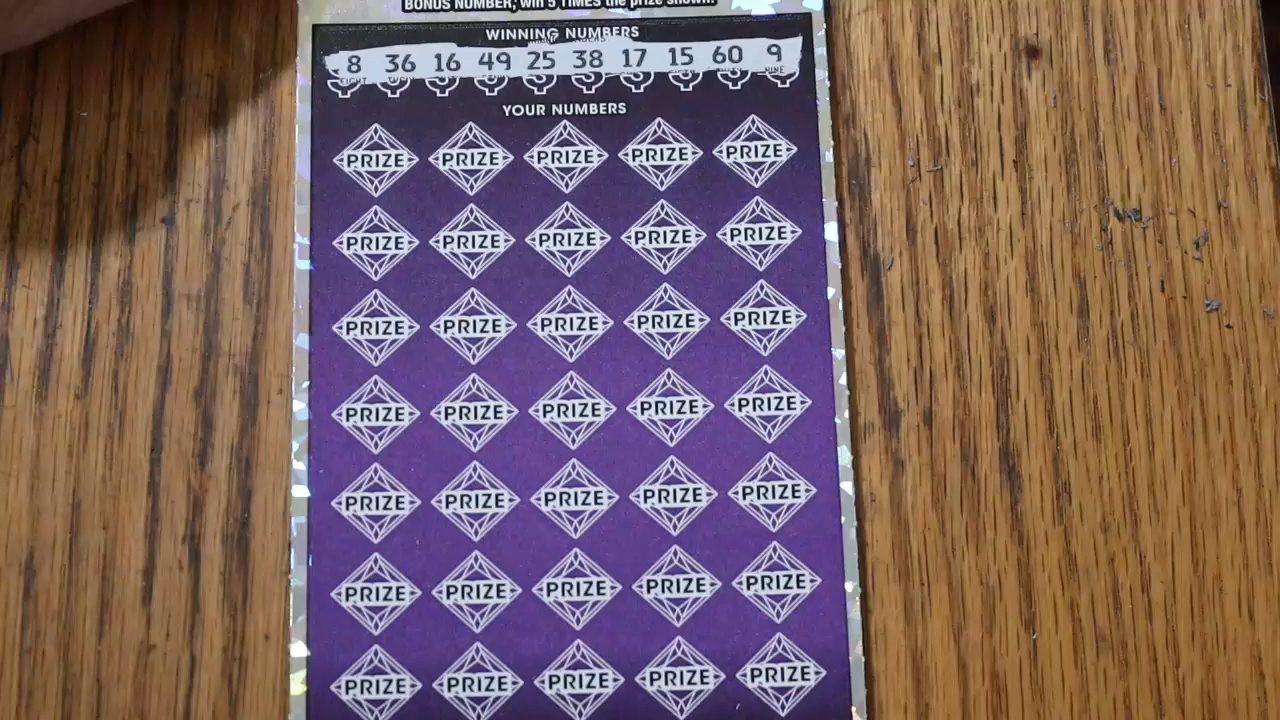 BONUS NUMBER, win 5 TIMES the prize shown.
WINNING NUMBERS
8 36 16 49 25 38 17 15 60 9
EIGHT NINE
YOUR NUMBERS
PRIZE PRIZE PRIZE PRIZE PRIZE
PRIZE PRIZE PRIZE PRIZE PRIZE
PRIZE PRIZE PRIZE PRIZE PRIZE
PRIZE PRIZE PRIZE PRIZE PRIZE
PRIZE PRIZE PRIZE PRIZE PRIZE
PRIZE PRIZE PRIZE PRIZE PRIZE
PRIZE PRIZE PRIZE PRIZE PRIZE